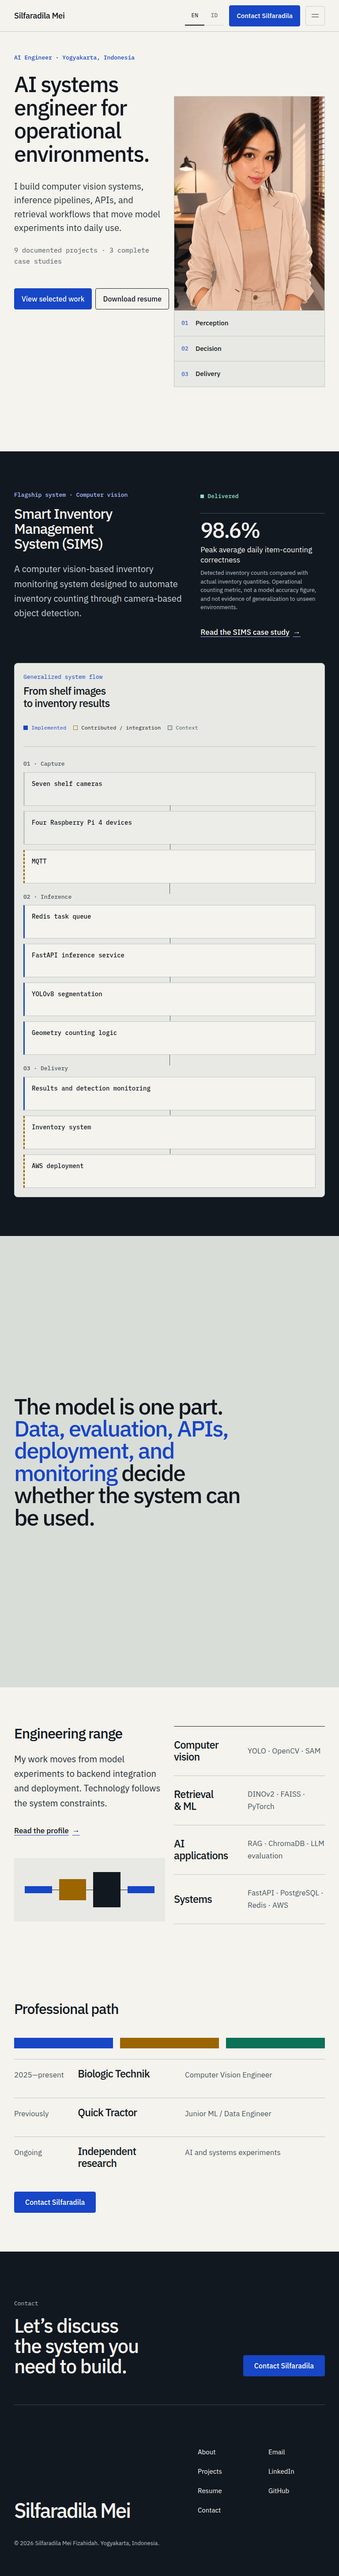 Silfaradila Mei
EN
ID
Contact Silfaradila
AI Engineer · Yogyakarta, Indonesia
AI systems
engineer for
operational
environments.
I build computer vision systems,
inference pipelines, APIs, and
retrieval workflows that move model
experiments into daily use.
9 documented projects · 3 complete
case studies
View selected work
Download resume
01 Perception
02 Decision
03 Delivery
Flagship system · Computer vision
Smart Inventory
Management
System (SIMS)
A computer vision-based inventory
monitoring system designed to automate
inventory counting through camera-based
object detection.
Delivered
98.6%
Peak average daily item-counting
correctness
Detected inventory counts compared with
actual inventory quantities. Operational
counting metric, not a model accuracy figure,
and not evidence of generalization to unseen
environments.
Read the SIMS case study →
Generalized system flow
From shelf images
to inventory results
Implemented
Contributed / integration
Context
01 · Capture
Seven shelf cameras
Four Raspberry Pi 4 devices
MQTT
02 · Inference
Redis task queue
FastAPI inference service
YOLOv8 segmentation
Geometry counting logic
03 · Delivery
Results and detection monitoring
Inventory system
AWS deployment
The model is one part.
Data, evaluation, APIs,
deployment, and
monitoring decide
whether the system can
be used.
Engineering range
My work moves from model
experiments to backend integration
and deployment. Technology follows
the system constraints.
Read the profile →
Computer
vision
YOLO · OpenCV · SAM
Retrieval
& ML
DINOv2 · FAISS ·
PyTorch
AI
applications
RAG · ChromaDB · LLM
evaluation
Systems
FastAPI · PostgreSQL ·
Redis · AWS
Professional path
2025—present
Biologic Technik
Computer Vision Engineer
Previously
Quick Tractor
Junior ML / Data Engineer
Ongoing
Independent
research
AI and systems experiments
Contact Silfaradila
Contact
Let’s discuss
the system you
need to build.
Contact Silfaradila
Silfaradila Mei
About
Projects
Resume
Contact
Email
LinkedIn
GitHub
© 2026 Silfaradila Mei Fizahidah. Yogyakarta, Indonesia.